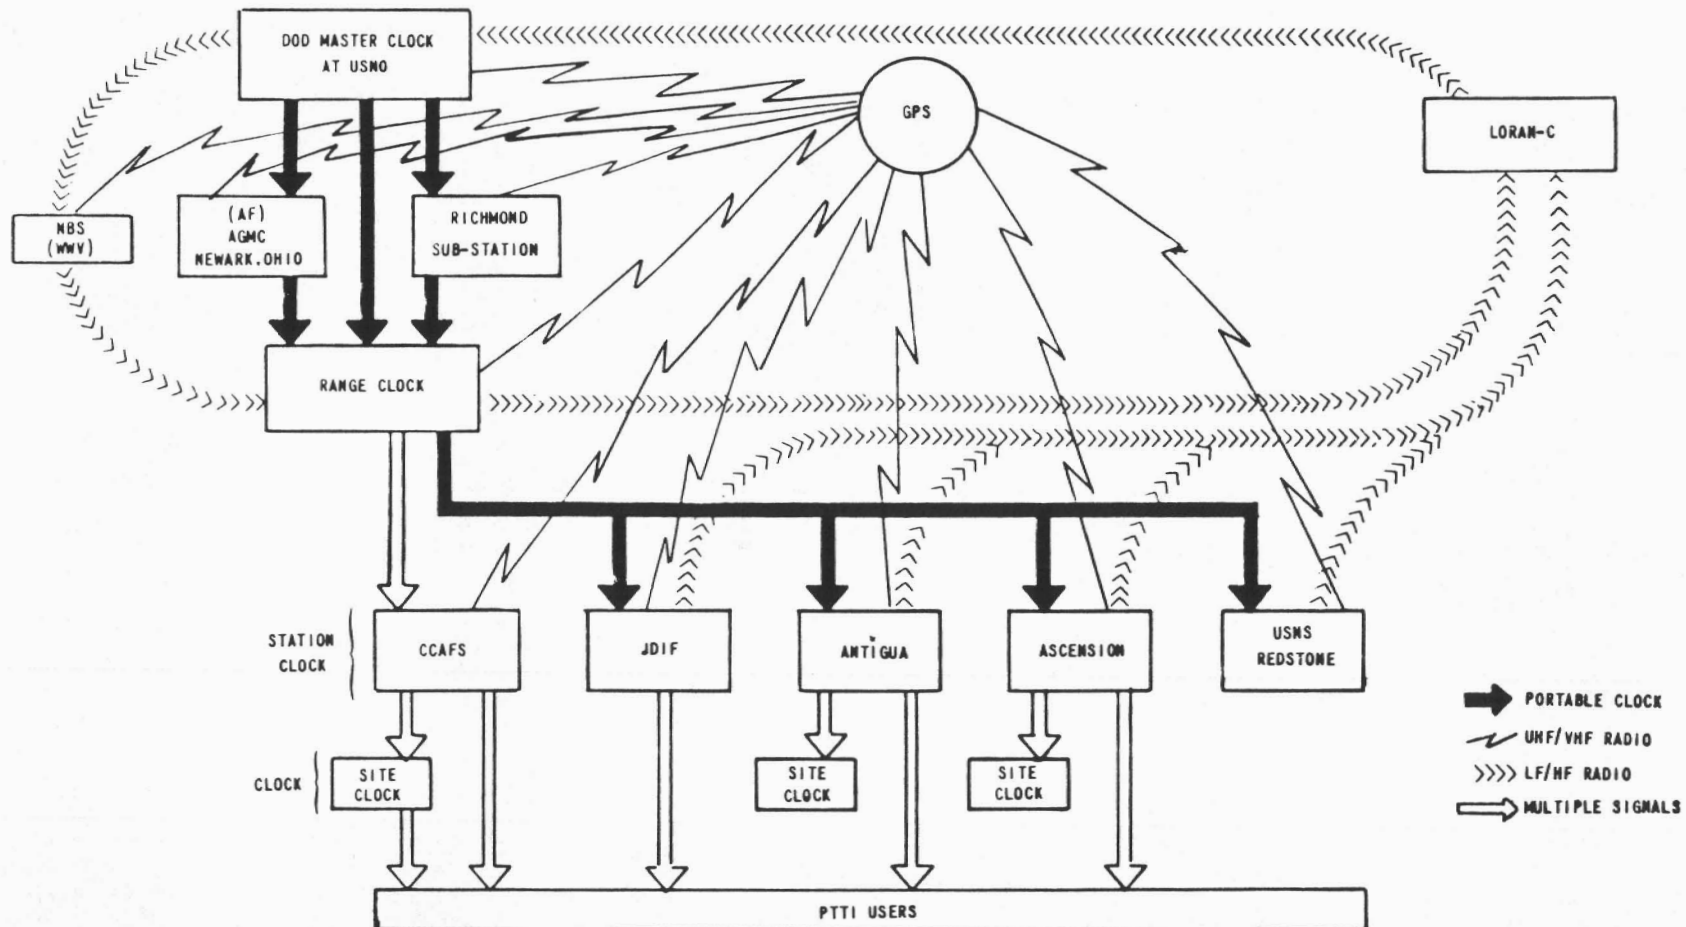 DOD MASTER CLOCK
AT USNO
GPS
LORAN-C
NBS
(WWV)
(AF)
AGMC
NEWARK.OHIO
RICHMOND
SUB-STATION
RANGE CLOCK
STATION
CLOCK
CCAFS
JDIF
ANTIGUA
ASCENSION
USNS
REDSTONE
PORTABLE CLOCK
UHF/VHF RADIO
LF/HF RADIO
MULTIPLE SIGNALS
CLOCK
SITE
CLOCK
SITE
CLOCK
SITE
CLOCK
PTTI USERS